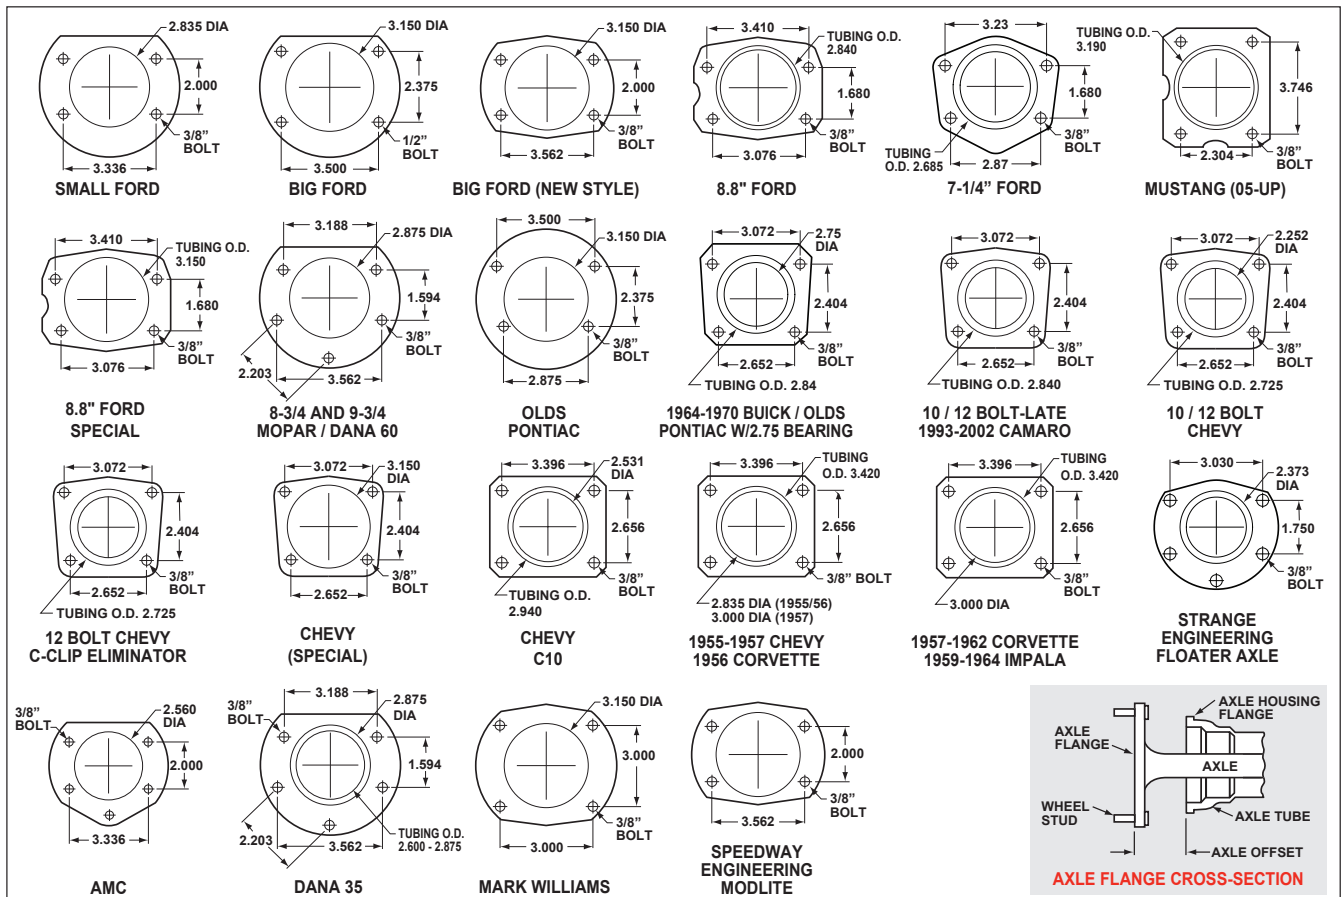 2.835 DIA
2.000
3/8”
BOLT
3.336
SMALL FORD
3.150 DIA
2.375
1/2”
BOLT
3.500
BIG FORD
3.150 DIA
2.000
3/8”
BOLT
3.562
BIG FORD (NEW STYLE)
3.410
TUBING O.D.
2.840
1.680
3/8”
BOLT
3.076
8.8" FORD
3.23
1.680
TUBING
O.D. 2.685
3/8”
BOLT
2.87
7-1/4” FORD
TUBING O.D.
3.190
3.746
2.304
3/8”
BOLT
MUSTANG (05-UP)
3.410
TUBING O.D.
3.150
1.680
3/8”
BOLT
3.076
8.8" FORD
SPECIAL
3.188
2.875 DIA
1.594
3/8”
BOLT
2.203
3.562
8-3/4 AND 9-3/4
MOPAR / DANA 60
3.500
3.150 DIA
2.375
3/8”
BOLT
2.875
OLDS
PONTIAC
3.072
2.75
DIA
2.404
3/8”
BOLT
2.652
TUBING O.D. 2.84
1964-1970 BUICK / OLDS
PONTIAC W/2.75 BEARING
3.072
2.404
3/8”
BOLT
2.652
TUBING O.D. 2.840
10 / 12 BOLT-LATE
1993-2002 CAMARO
3.072
2.252
DIA
2.404
3/8”
BOLT
2.652
TUBING O.D. 2.725
10 / 12 BOLT
CHEVY
3.072
2.404
3/8”
BOLT
2.652
TUBING O.D. 2.725
12 BOLT CHEVY
C-CLIP ELIMINATOR
3.072
3.150
DIA
2.404
3/8”
BOLT
2.652
CHEVY
(SPECIAL)
3.396
2.531
DIA
2.656
3/8”
BOLT
TUBING O.D.
2.940
CHEVY
C10
3.396
TUBING
O.D. 3.420
2.656
3/8” BOLT
2.835 DIA (1955/56)
3.000 DIA (1957)
1955-1957 CHEVY
1956 CORVETTE
3.396
TUBING
O.D. 3.420
2.656
3/8”
BOLT
3.000 DIA
1957-1962 CORVETTE
1959-1964 IMPALA
3.030
2.373
DIA
1.750
3/8”
BOLT
STRANGE
ENGINEERING
FLOATER AXLE
3/8”
BOLT
2.560
DIA
2.000
3.336
AMC
3/8”
BOLT
3.188
2.875
DIA
1.594
2.203
3.562
TUBING O.D.
2.600 - 2.875
DANA 35
3.150 DIA
3.000
3/8”
BOLT
3.000
MARK WILLIAMS
2.000
3/8”
BOLT
3.562
SPEEDWAY
ENGINEERING
MODLITE
AXLE HOUSING
FLANGE
AXLE
FLANGE
AXLE
WHEEL
STUD
AXLE TUBE
AXLE OFFSET
AXLE FLANGE CROSS-SECTION